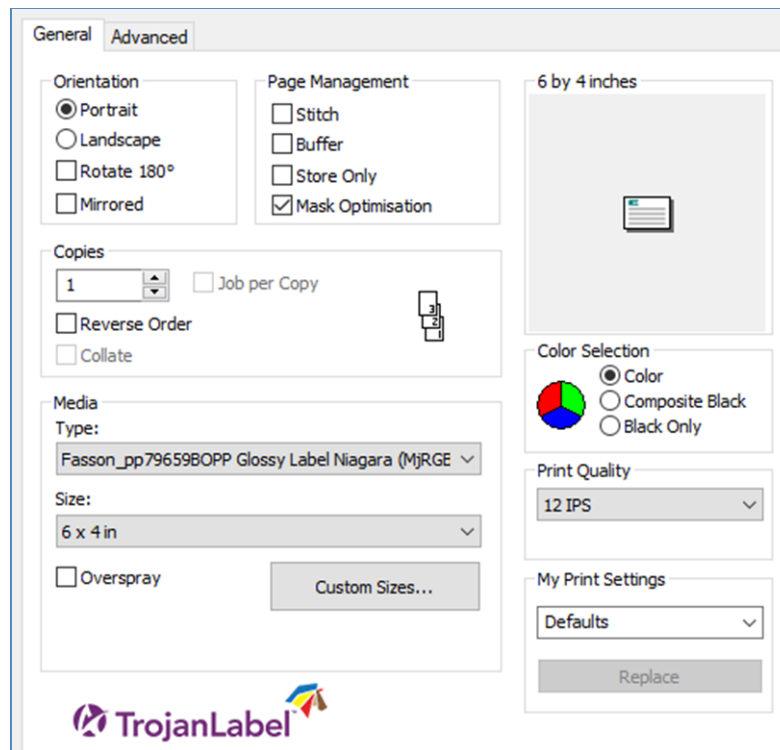 General
Advanced
Orientation
Portrait
Landscape
Rotate 180°
Mirrored
Page Management
Stitch
Buffer
Store Only
Mask Optimisation
6 by 4 inches
Copies
1
Job per Copy
Reverse Order
Collate
3
2
1
Color Selection
Color
Composite Black
Black Only
Media
Type:
Fasson_pp79659BOPP Glossy Label Niagara (MjRGE
Size:
6 x 4 in
Overspray
Custom Sizes...
Print Quality
12 IPS
My Print Settings
Defaults
Replace
TrojanLabel